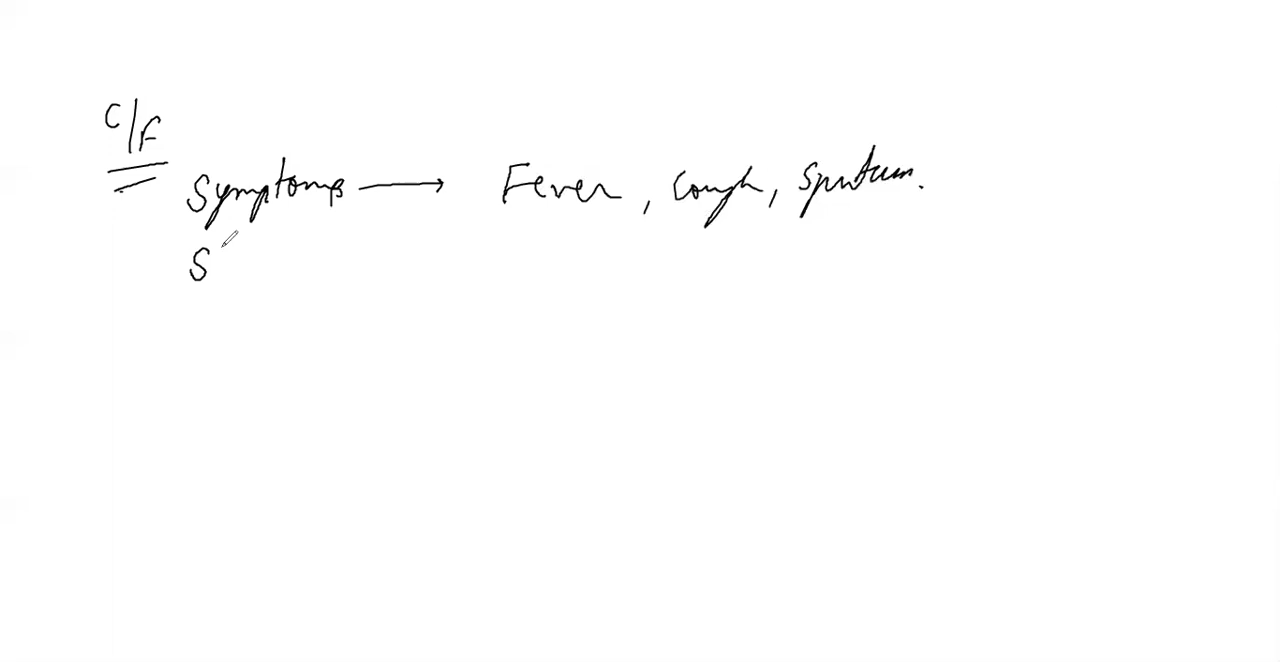 C/F
Symptoms → Fever, Cough, Sputum.
S